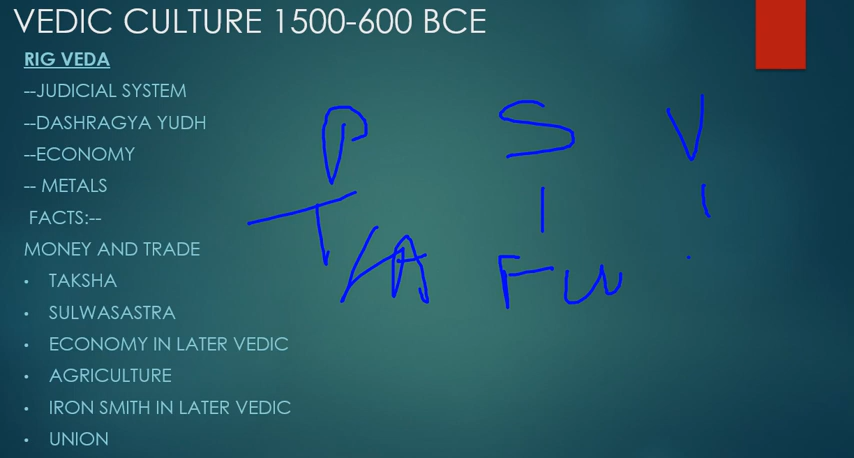 VEDIC CULTURE 1500-600 BCE
RIG VEDA
--JUDICIAL SYSTEM
--DASHRAGYA YUDH
--ECONOMY
-- METALS
FACTS:--
MONEY AND TRADE
• TAKSHA
• SULWASASTRA
• ECONOMY IN LATER VEDIC
• AGRICULTURE
• IRON SMITH IN LATER VEDIC
• UNION
P S V
T/A Fu